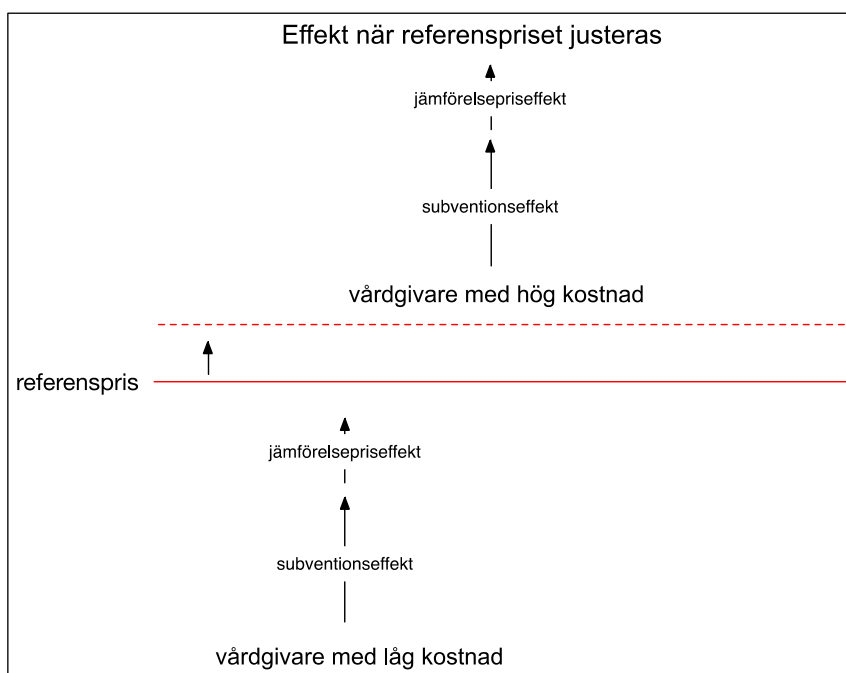 Effekt när referenspriset justeras
jämförelsepriseffekt
subventionseffekt
vårdgivare med hög kostnad
referenspris
jämförelsepriseffekt
subventionseffekt
vårdgivare med låg kostnad